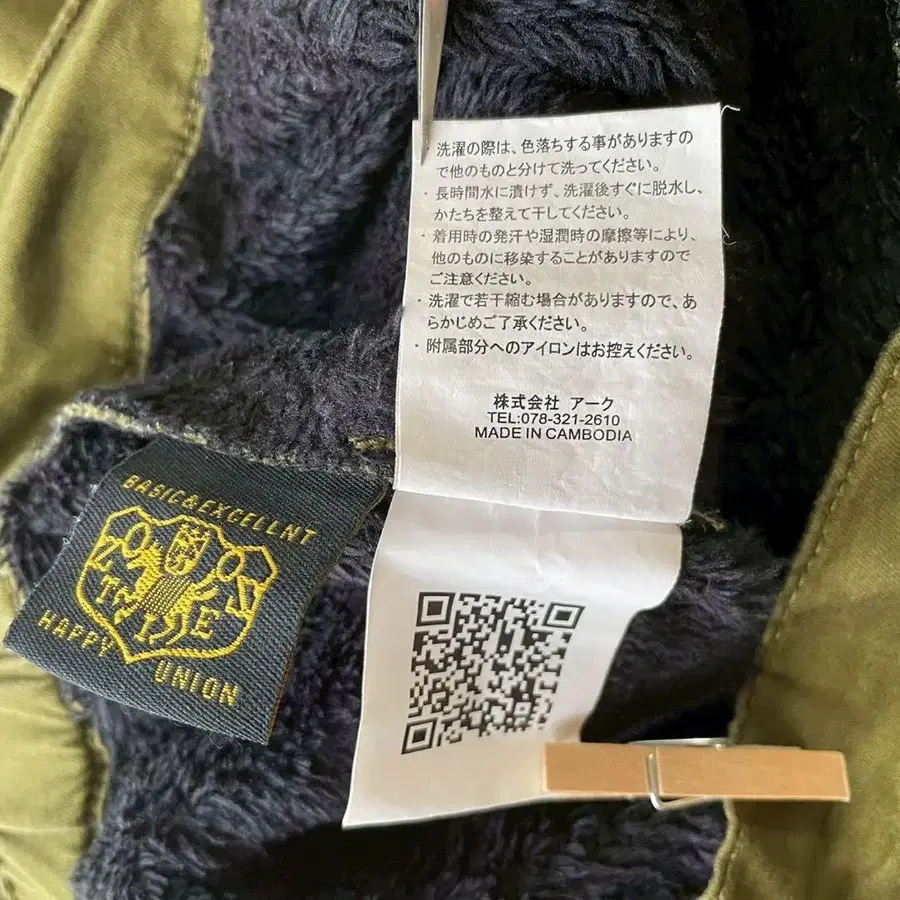 洗濯の際は、色落ちする事がありますの
で他のものと分けて洗ってください。
・長時間水に漬けず、洗濯後すぐに脱水し、
かたちを整えて干してください。
・着用時の発汗や湿潤時の摩擦等により、
他のものに移染することがありますので
ご注意ください。
・洗濯で若干縮む場合がありますので、あ
らかじめご了承ください。
・附属部分へのアイロンはお控えください。
株式会社 アーク
TEL:078-321-2610
MADE IN CAMBODIA
BASIC&EXCELLNT
HAPPY UNION